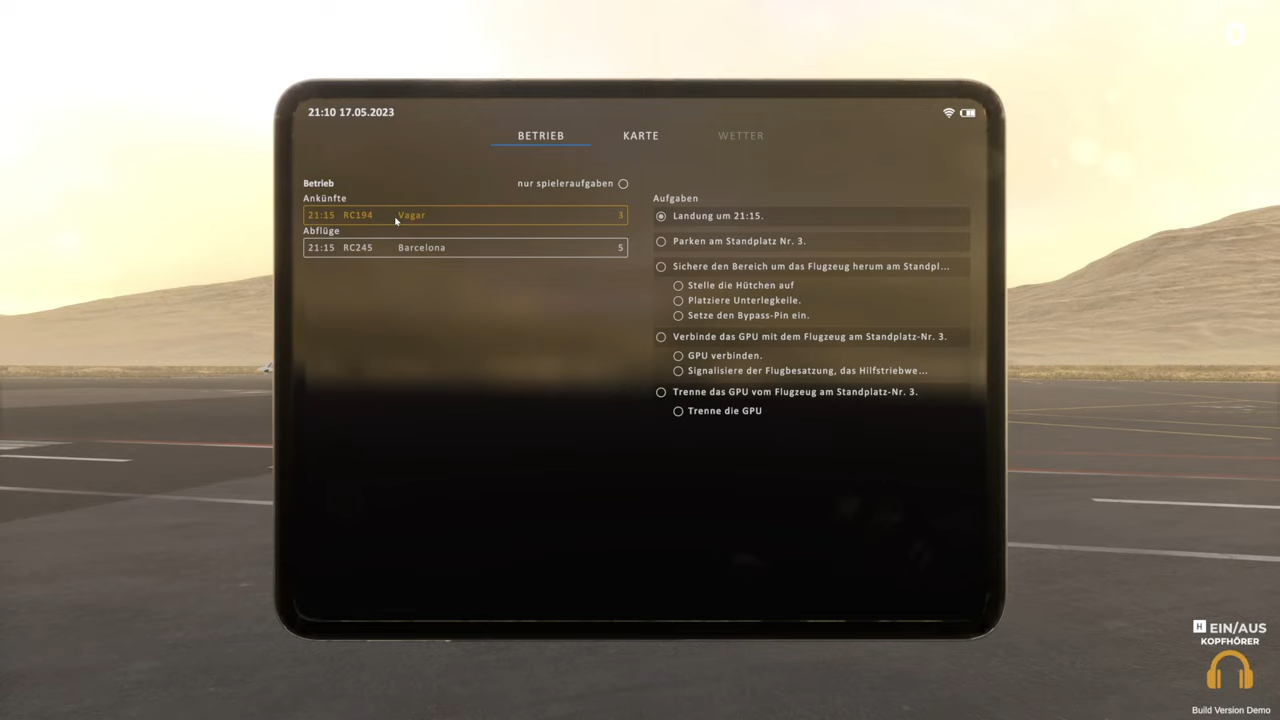 21:10 17.05.2023
BETRIEB KARTE WETTER
Betrieb nur spieleraufgaben
Ankünfte
21:15 RC194 Vagar 3
Abflüge
21:15 RC245 Barcelona 5
Aufgaben
Landung um 21:15.
Parken am Standplatz Nr. 3.
Sichere den Bereich um das Flugzeug herum am Standpl...
Stelle die Hütchen auf
Platziere Unterlegkeile.
Setze den Bypass-Pin ein.
Verbinde das GPU mit dem Flugzeug am Standplatz-Nr. 3.
GPU verbinden.
Signalisiere der Flugbesatzung, das Hilfstriebwe...
Trenne das GPU vom Flugzeug am Standplatz-Nr. 3.
Trenne die GPU
H EIN/AUS
KOPFHÖRER
Build Version Demo